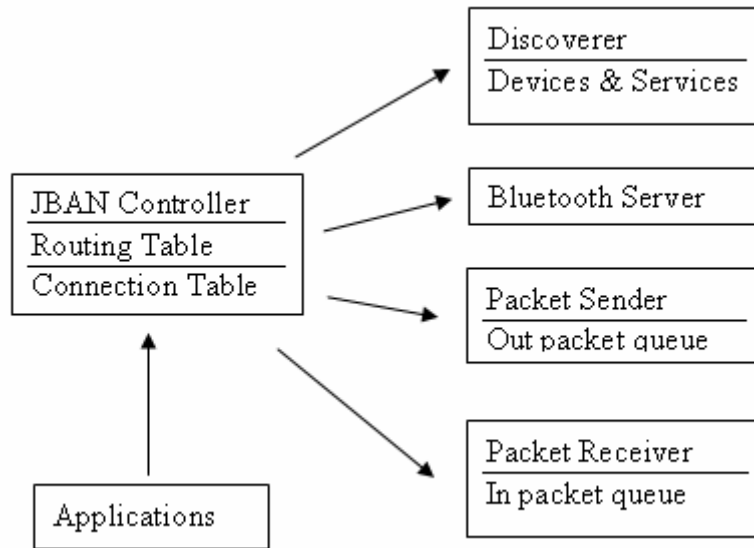 Discoverer
Devices & Services
JBAN Controller
Routing Table
Connection Table
Bluetooth Server
Packet Sender
Out packet queue
Packet Receiver
In packet queue
Applications